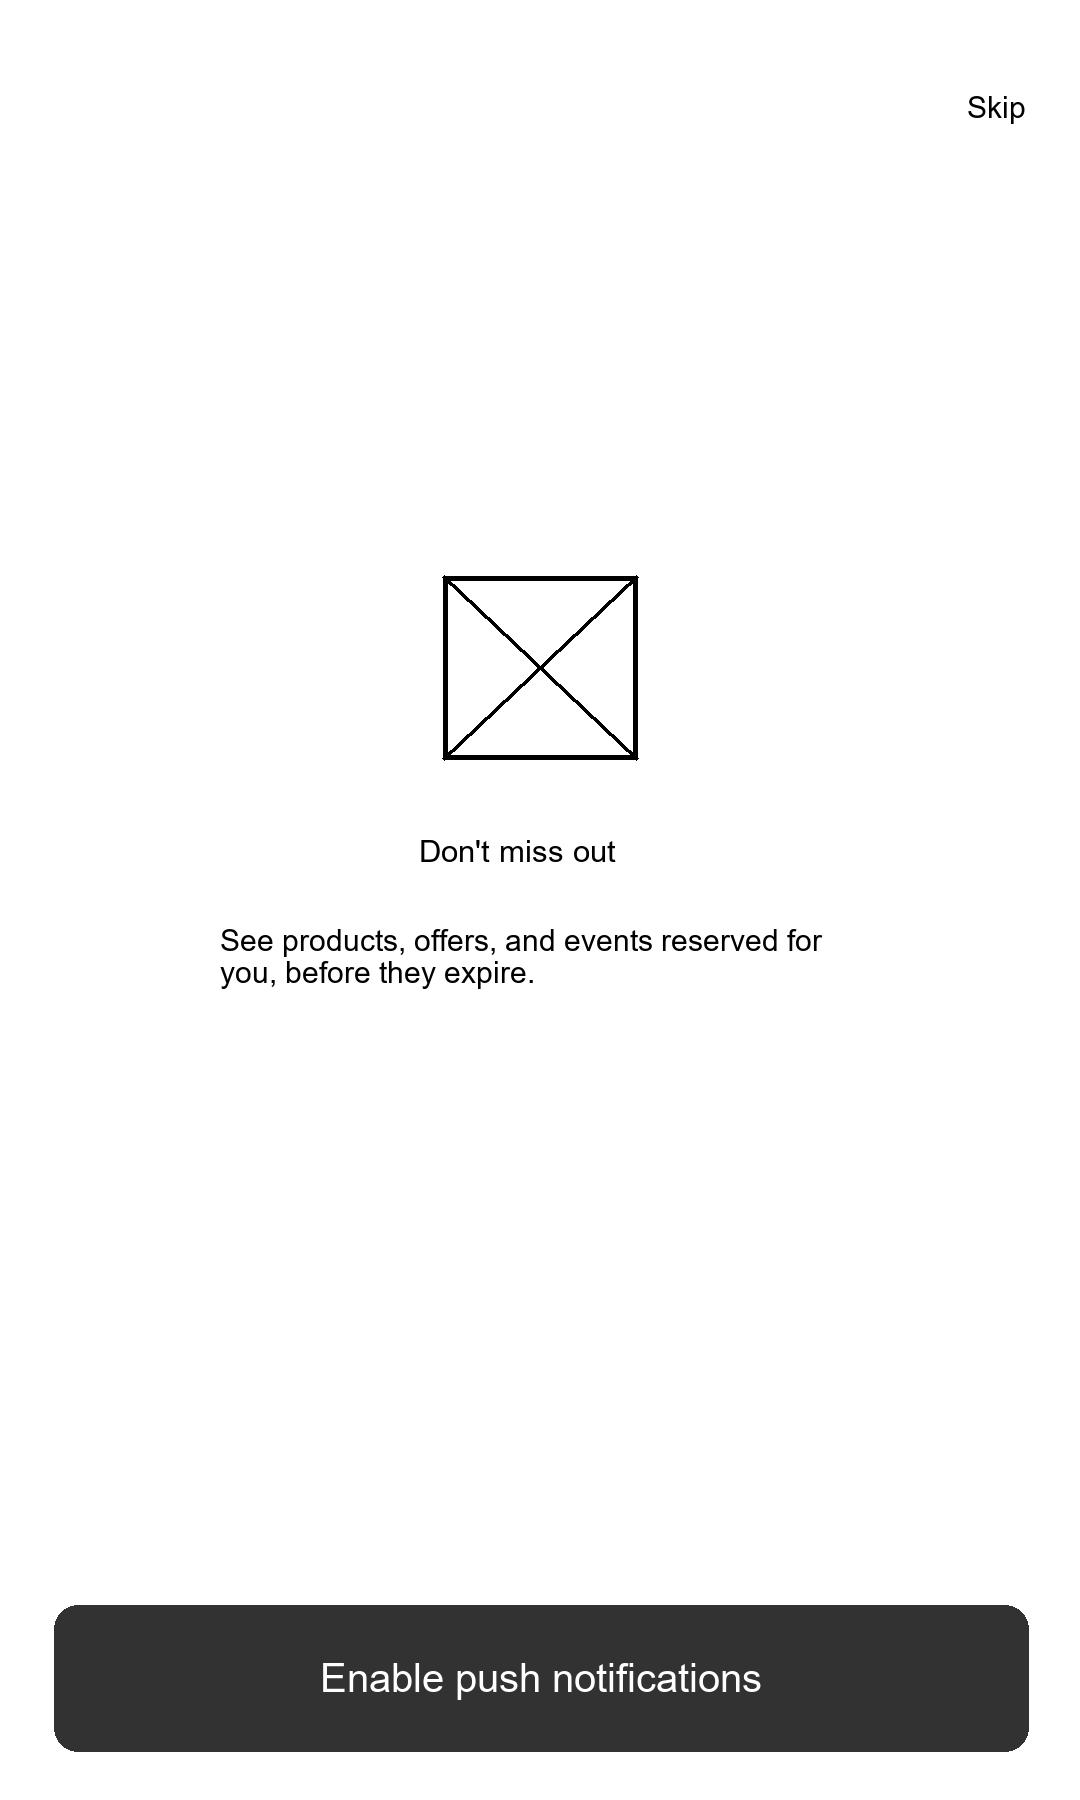 Skip
Don't miss out
See products, offers, and events reserved for
you, before they expire.
Enable push notifications